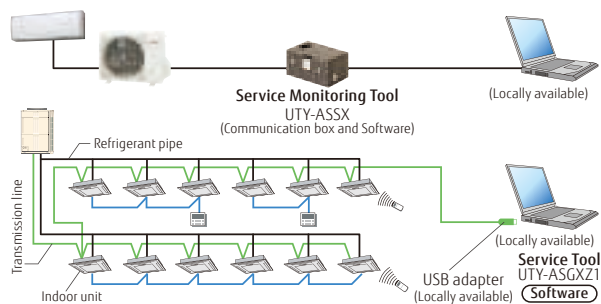 Service Monitoring Tool
UTY-ASSX
(Communication box and Software)
(Locally available)
Refrigerant pipe
Transmission line
Indoor unit
USB adapter
(Locally available)
(Locally available)
Service Tool
UTY-ASGXZ1
Software